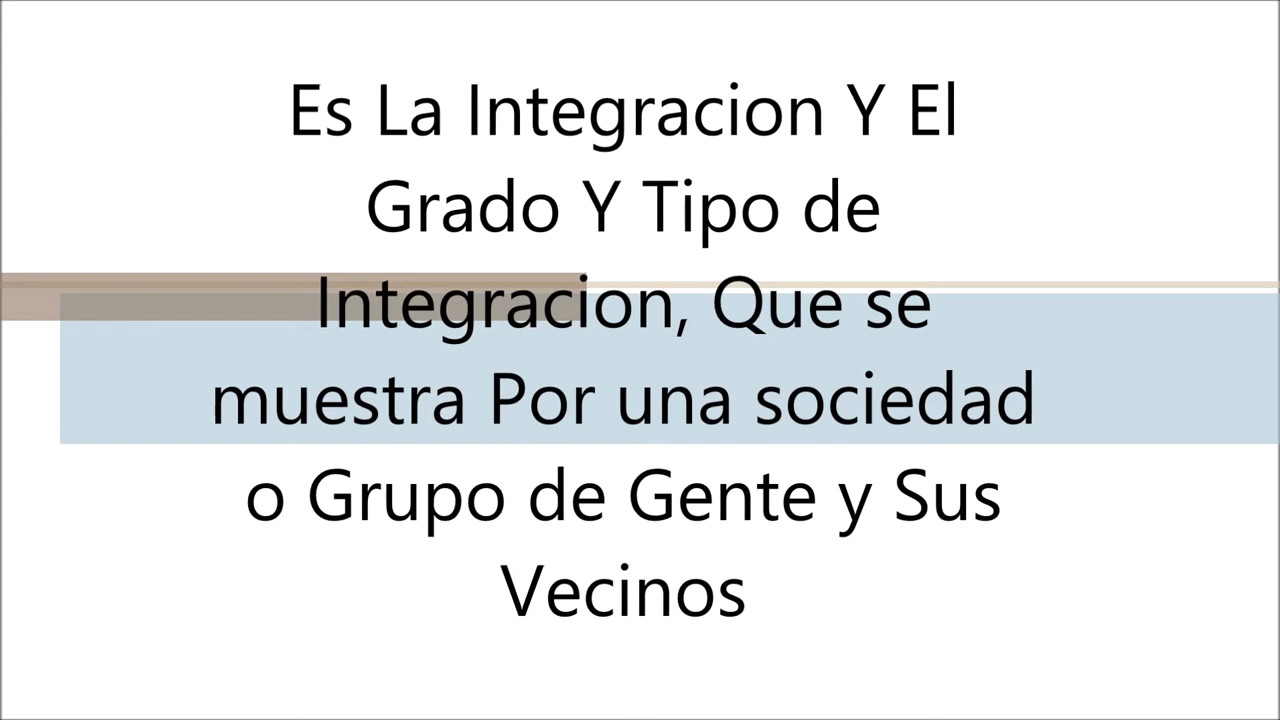 Es La Integracion Y El
Grado Y Tipo de
Integracion, Que se
muestra Por una sociedad
o Grupo de Gente y Sus
Vecinos